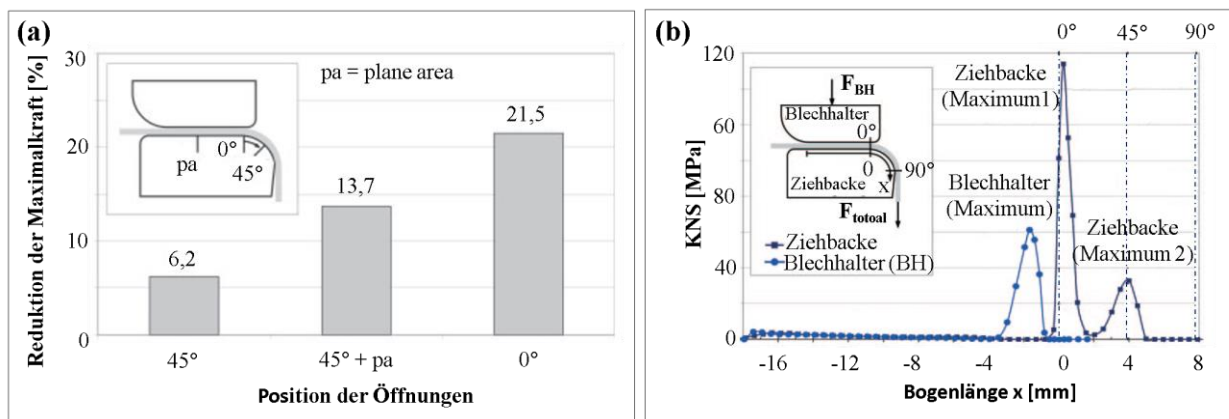 (a)
Reduktion der Maximalkraft [%]
30
20
10
0
pa = plane area
pa
0°
45°
6,2
13,7
21,5
45°
45° + pa
0°
Position der Öffnungen
(b)
0°
45°
90°
KNS [MPa]
120
60
80
40
0
F_BH
Blechhalter
0°
0
90°
Ziehbacke
x
F_totoal
Ziehbacke
Blechhalter (BH)
Ziehbacke
(Maximum1)
Blechhalter
(Maximum)
Ziehbacke
(Maximum 2)
-16
-12
-8
-4
0
4
8
Bogenlänge x [mm]